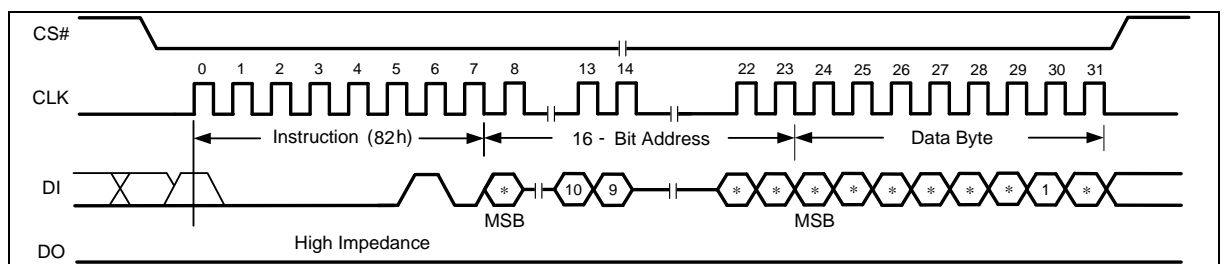 CS#
0 1 2 3 4 5 6 7 8 13 14 22 23 24 25 26 27 28 29 30 31
CLK
Instruction (82h) 16 - Bit Address Data Byte
DI * 10 9 * * * * * * * * 1 *
MSB MSB
High Impedance
DO